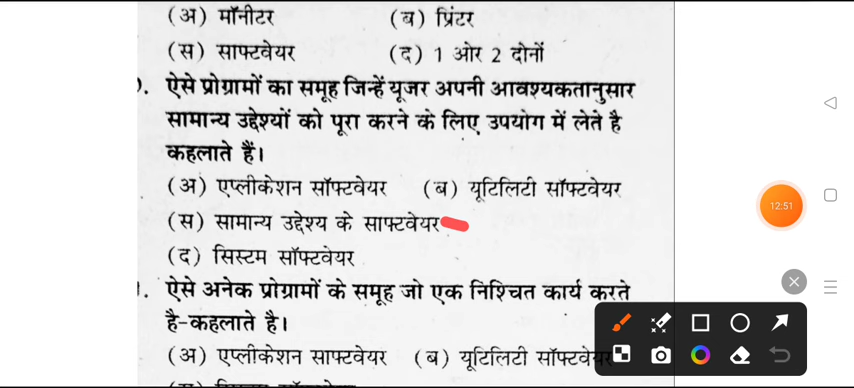 (अ) मॉनीटर (ब) प्रिंटर
(स) साफ्टवेयर (द) 1 ओर 2 दोनों
ऐसे प्रोग्रामों का समूह जिन्हें यूजर अपनी आवश्यकतानुसार
सामान्य उद्देश्यों को पूरा करने के लिए उपयोग में लेते है
कहलाते हैं।
(अ) एप्लीकेशन सॉफ्टवेयर (ब) यूटिलिटी सॉफ्टवेयर
(स) सामान्य उद्देश्य के साफ्टवेयर
12:51
(द) सिस्टम सॉफ्टवेयर
ऐसे अनेक प्रोग्रामों के समूह जो एक निश्चित कार्य करते
है-कहलाते है।
(अ) एप्लीकेशन साफ्टवेयर (ब) यूटिलिटी सॉफ्टवेयर